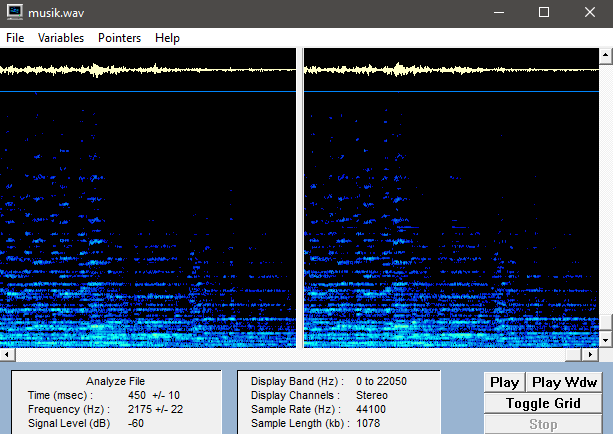 musik.wav
File Variables Pointers Help
Analyze File
Time (msec) : 450 +/- 10
Frequency (Hz) : 2175 +/- 22
Signal Level (dB) -60
Display Band (Hz) : 0 to 22050
Display Channels : Stereo
Sample Rate (Hz) : 44100
Sample Length (kb) : 1078
Play Play Wdw
Toggle Grid
Stop